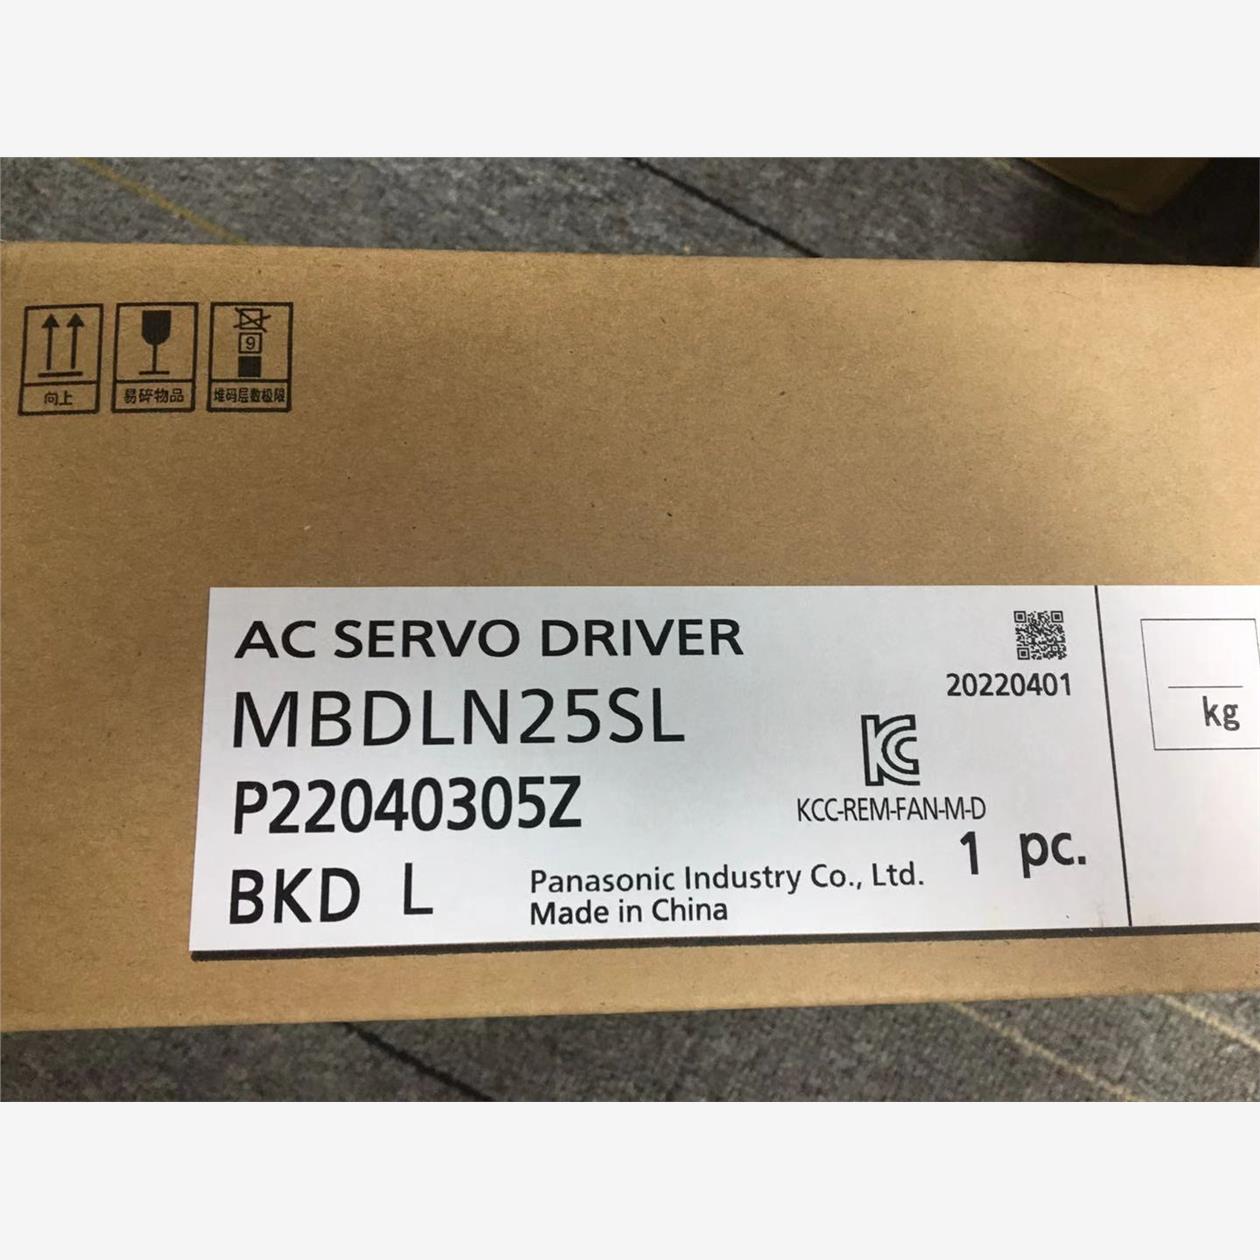 9
向上
易碎物品
堆码层数极限
AC SERVO DRIVER
20220401
MBDLN25SL
kg
KC
P22040305Z
KCC-REM-FAN-M-D
1 pc.
BKD L
Panasonic Industry Co., Ltd.
Made in China